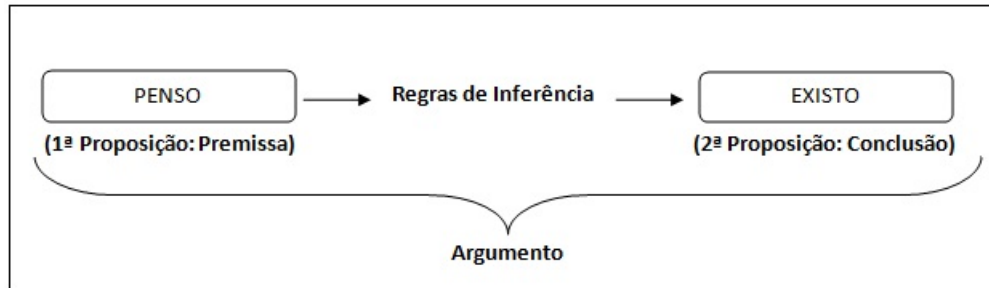 PENSO
Regras de Inferência
EXISTO
(1ª Proposição: Premissa)
(2ª Proposição: Conclusão)
Argumento